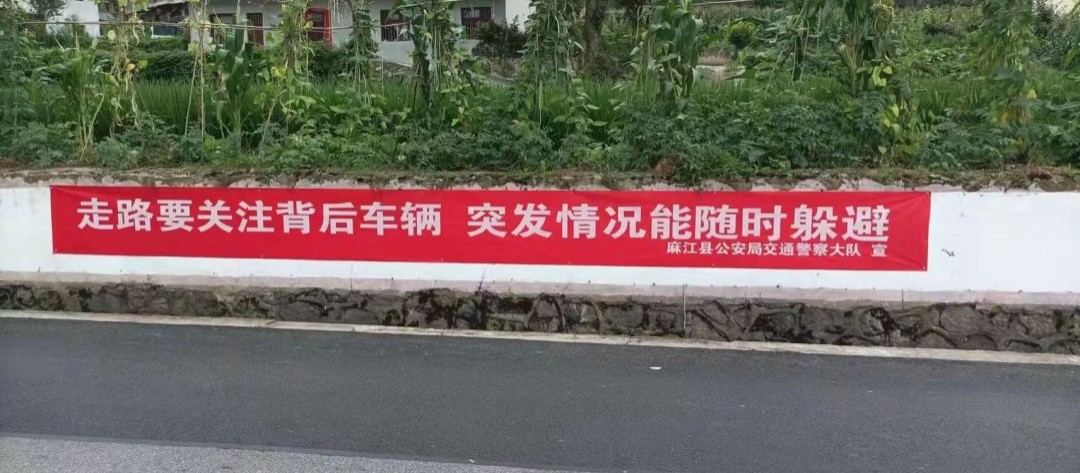 走路要关注背后车辆 突发情况能随时躲避
麻江县公安局交通警察大队 宣